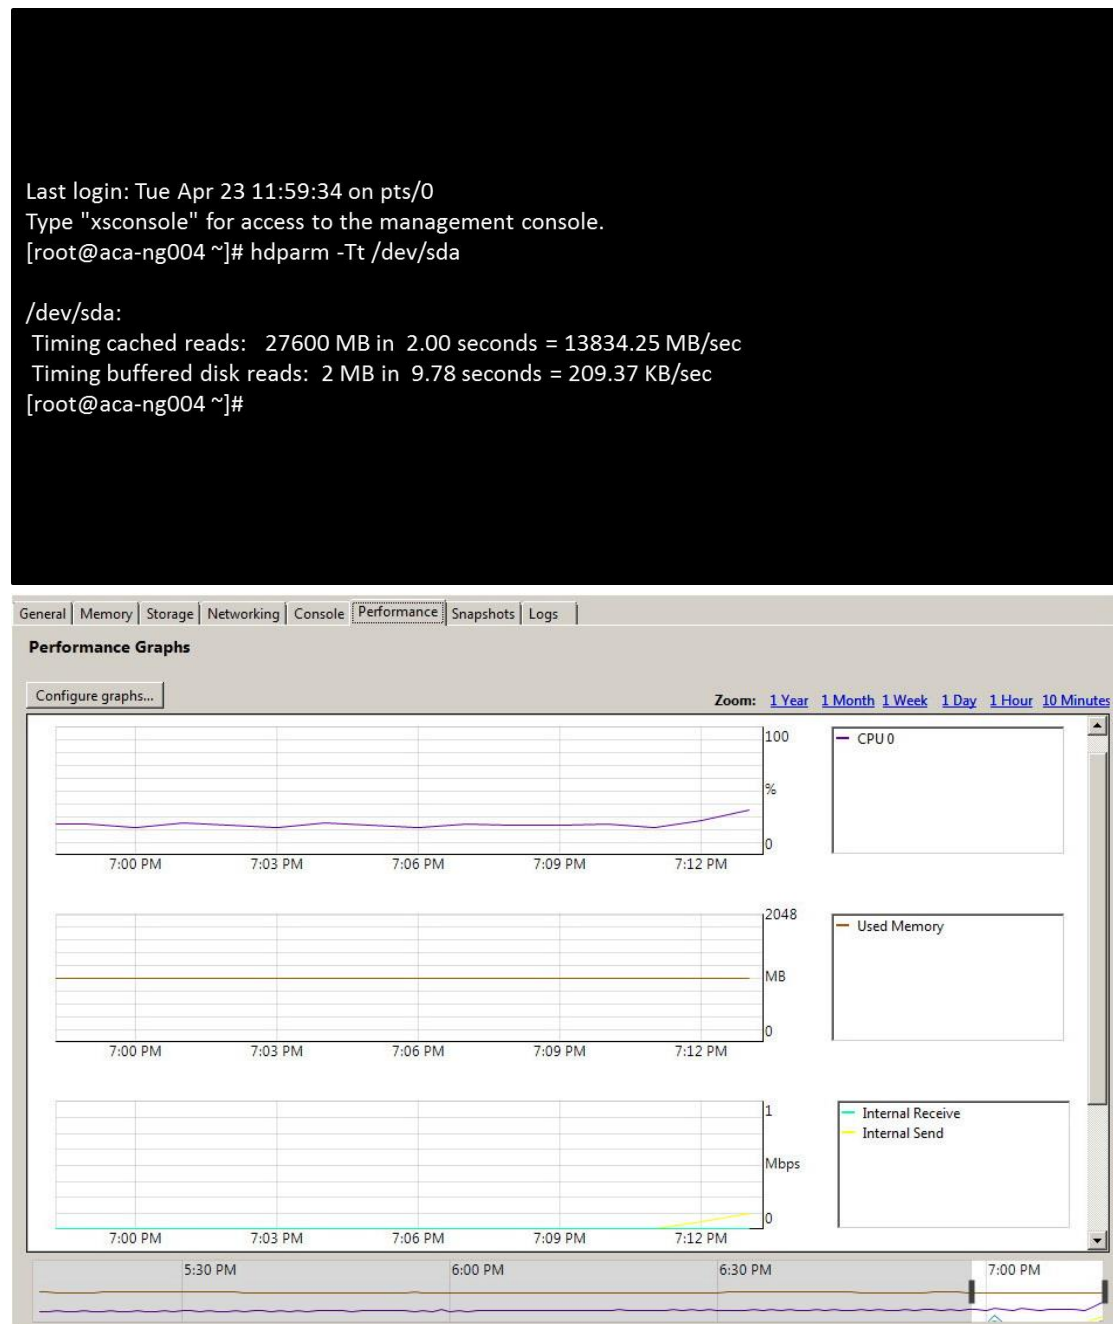 Last login: Tue Apr 23 11:59:34 on pts/0
Type "xsconsole" for access to the management console.
[root@aca-ng004 ~]# hdparm -Tt /dev/sda
/dev/sda:
Timing cached reads:   27600 MB in  2.00 seconds = 13834.25 MB/sec
Timing buffered disk reads:  2 MB in  9.78 seconds = 209.37 KB/sec
[root@aca-ng004 ~]#
General Memory Storage Networking Console Performance Snapshots Logs
Performance Graphs
Configure graphs...
Zoom: 1 Year 1 Month 1 Week 1 Day 1 Hour 10 Minutes
100
%
0
CPU 0
7:00 PM 7:03 PM 7:06 PM 7:09 PM 7:12 PM
2048
MB
0
Used Memory
7:00 PM 7:03 PM 7:06 PM 7:09 PM 7:12 PM
1
Mbps
0
Internal Receive
Internal Send
7:00 PM 7:03 PM 7:06 PM 7:09 PM 7:12 PM
5:30 PM 6:00 PM 6:30 PM 7:00 PM